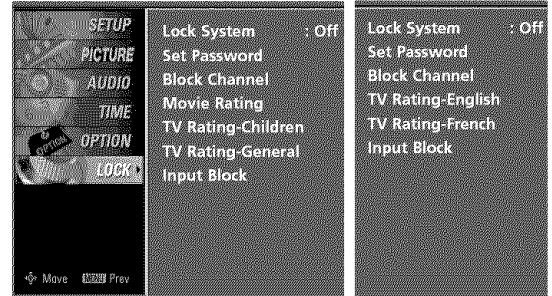 SETUP
PICTURE
AUDIO
TIME
OPTION
OPTION
LOCK
Move MENU Prev
Lock System : Off
Set Password
Block Channel
Movie Rating
TV Rating-Children
TV Rating-General
Input Block
Lock System : Off
Set Password
Block Channel
TV Rating-English
TV Rating-French
Input Block